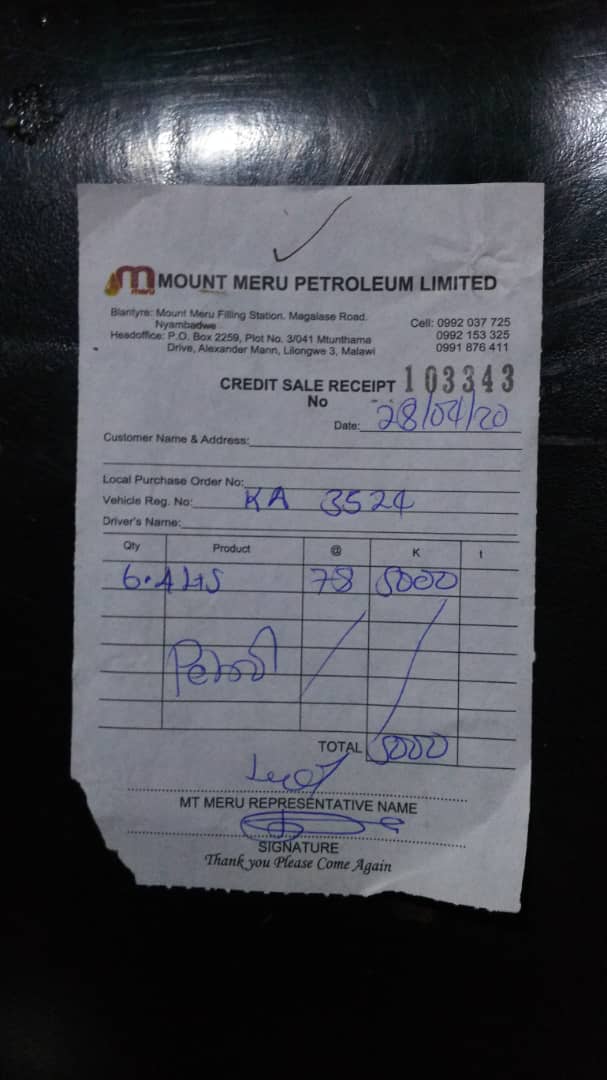 meru
MOUNT MERU PETROLEUM LIMITED
Blantyre: Mount Meru Filling Station. Magalase Road.
Nyambadwe
Headoffice: P.O. Box 2259, Plot No. 3/041 Mtunthama
Drive, Alexander Mann, Lilongwe 3, Malawi
Cell: 0992 037 725
0992 153 325
0991 876 411
CREDIT SALE RECEIPT 103343
No
Date: 28/04/20
Customer Name & Address:
Local Purchase Order No:
Vehicle Reg. No: KA 3524
Driver's Name:
Qty Product @ K t
6.4 Lts 78 5000
Petrol
TOTAL 5000
MT MERU REPRESENTATIVE NAME
SIGNATURE
Thank you Please Come Again